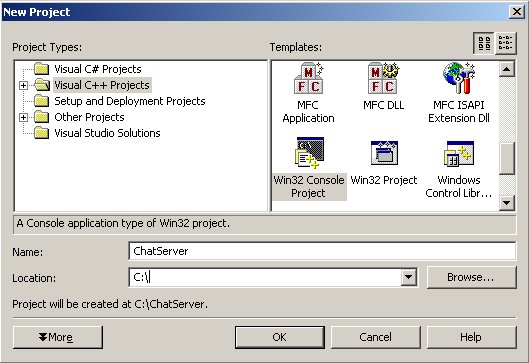 New Project
Project Types:
Templates:
Visual C# Projects
Visual C++ Projects
Setup and Deployment Projects
Other Projects
Visual Studio Solutions
MFC Application
MFC DLL
MFC ISAPI Extension Dll
Win32 Console Project
Win32 Project
Windows Control Libr...
A Console application type of Win32 project.
Name:
ChatServer
Location:
C:\
Browse...
Project will be created at C:\ChatServer.
More
OK
Cancel
Help